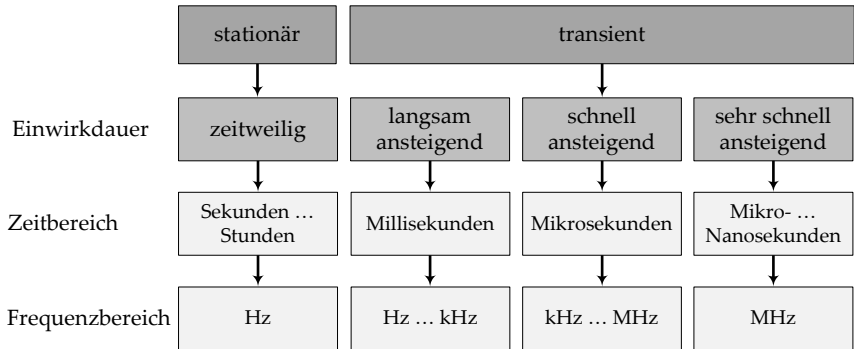 stationär
transient
Einwirkdauer
zeitweilig
langsam
ansteigend
schnell
ansteigend
sehr schnell
ansteigend
Zeitbereich
Sekunden …
Stunden
Millisekunden
Mikrosekunden
Mikro- …
Nanosekunden
Frequenzbereich
Hz
Hz … kHz
kHz … MHz
MHz